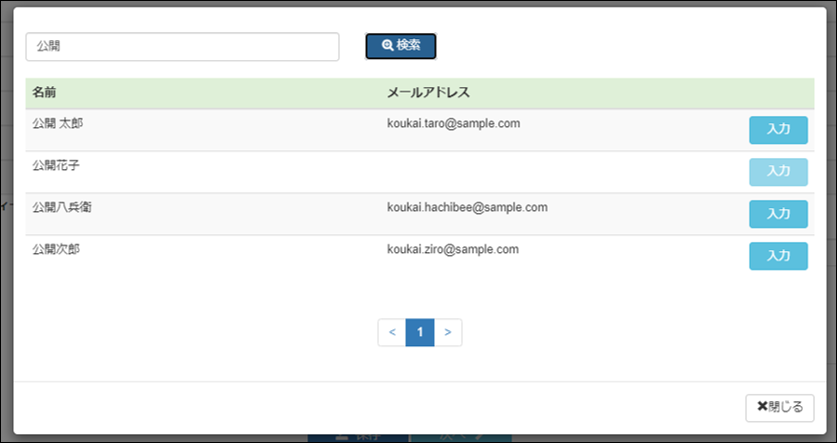 公開
検索
名前 メールアドレス
公開 太郎 koukai.taro@sample.com 入力
公開花子 入力
公開八兵衛 koukai.hachibee@sample.com 入力
公開次郎 koukai.ziro@sample.com 入力
< 1 >
✖閉じる